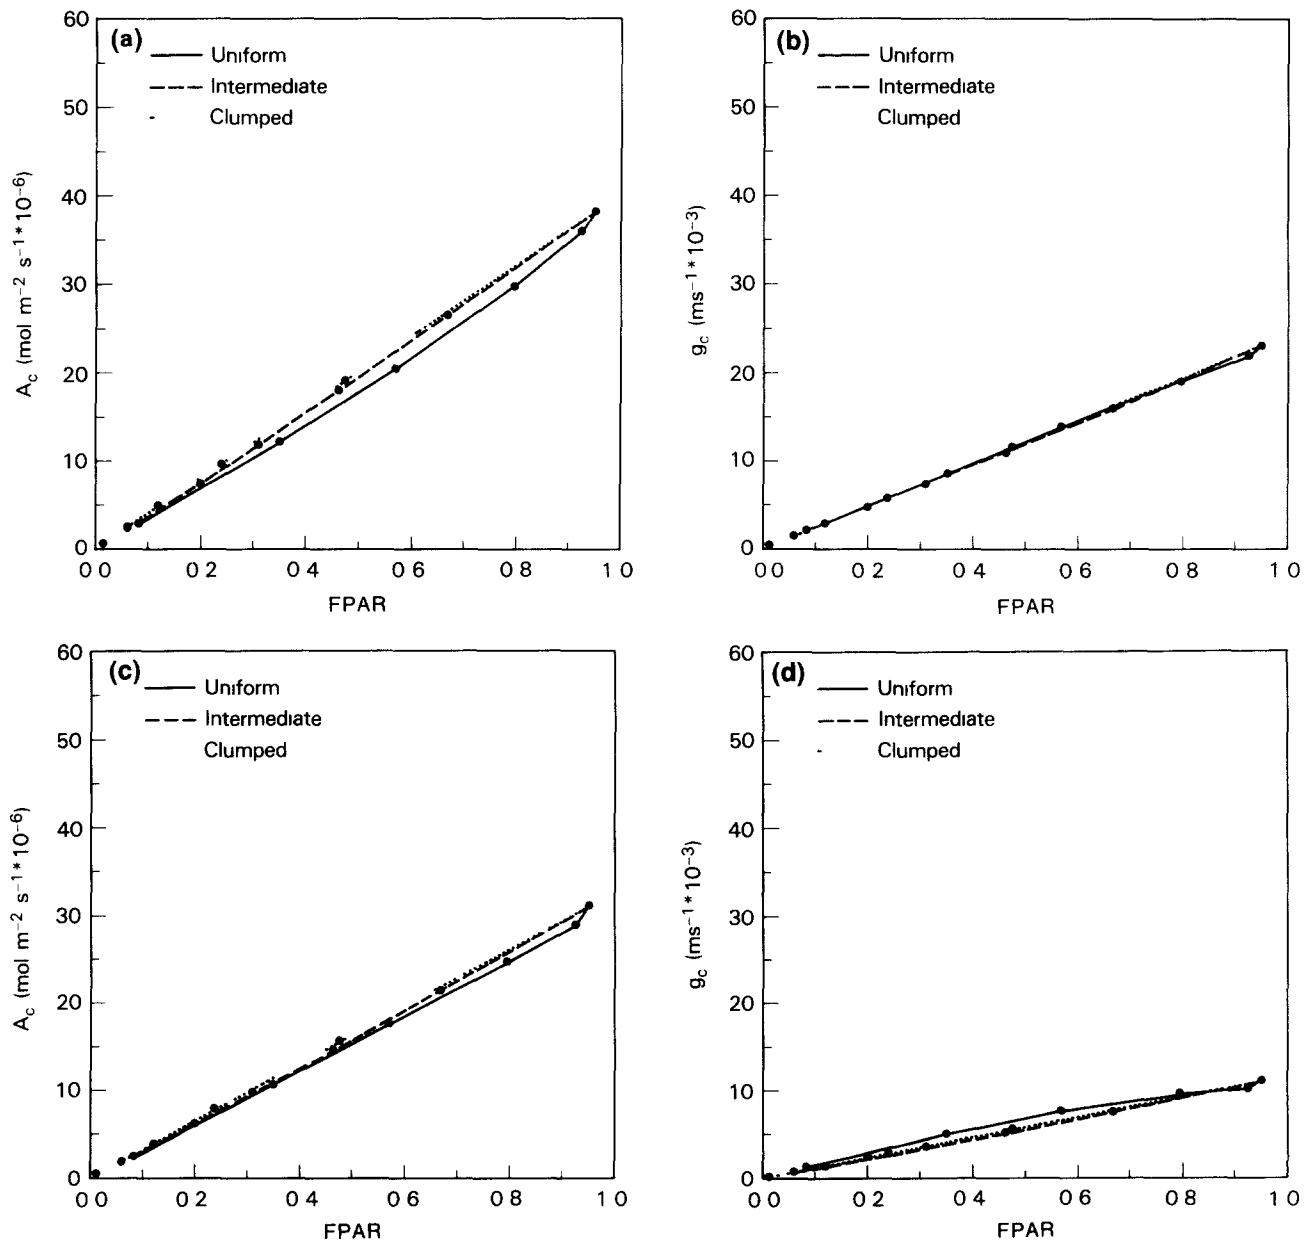 (a)
Uniform
Intermediate
Clumped
60
50
40
30
20
10
0
A_c (mol m⁻² s⁻¹*10⁻⁶)
0 0 0 2 0 4 0 6 0 8 1 0
FPAR
(b)
Uniform
Intermediate
Clumped
60
50
40
30
20
10
0
g_c (ms⁻¹*10⁻³)
0 0 0 2 0 4 0 6 0 8 1 0
FPAR
(c)
Uniform
Intermediate
Clumped
60
50
40
30
20
10
0
A_c (mol m⁻² s⁻¹*10⁻⁶)
0 0 0 2 0 4 0 6 0 8 1 0
FPAR
(d)
Uniform
Intermediate
Clumped
60
50
40
30
20
10
0
g_c (ms⁻¹*10⁻³)
0 0 0 2 0 4 0 6 0 8 1 0
FPAR